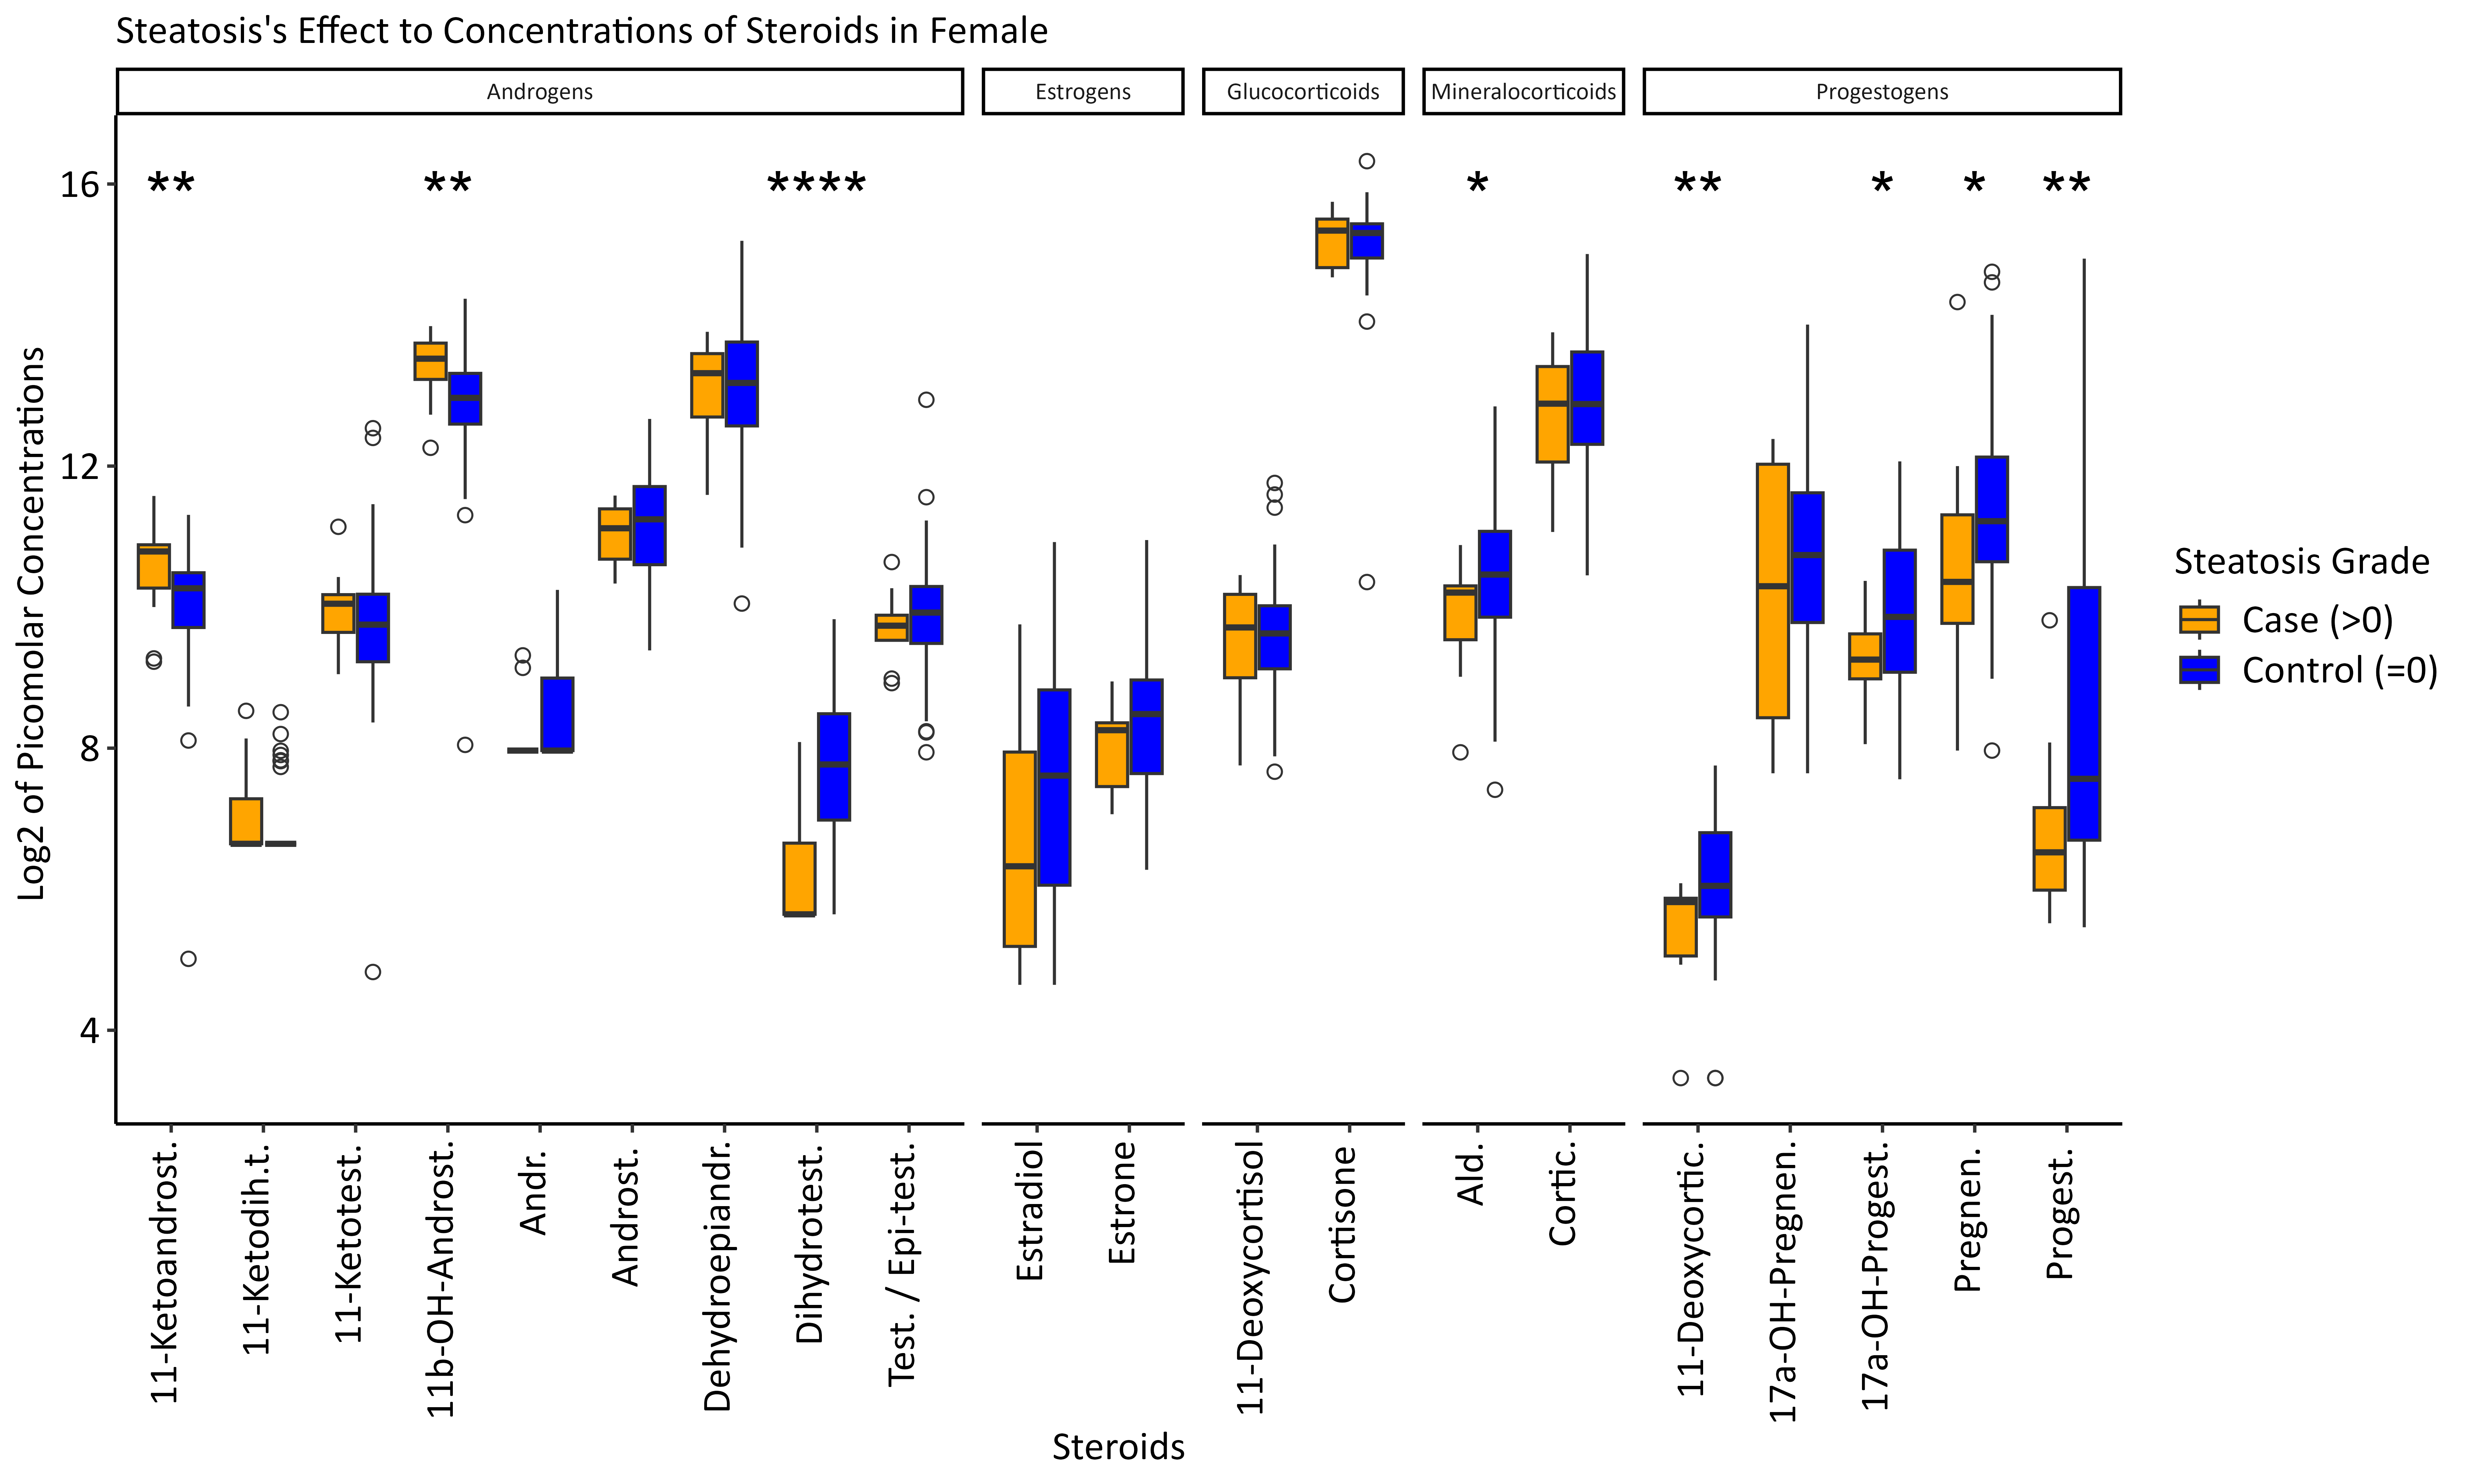 Steatosis's Effect to Concentrations of Steroids in Female
Androgens
Estrogens
Glucocorticoids
Mineralocorticoids
Progestogens
** ** **** * ** * * **
16
12
8
4
Log2 of Picomolar Concentrations
11-Ketoandrost.
11-Ketodih.t.
11-Ketotest.
11b-OH-Androst.
Andr.
Androst.
Dehydroepiandr.
Dihydrotest.
Test. / Epi-test.
Estradiol
Estrone
11-Deoxycortisol
Cortisone
Ald.
Cortic.
11-Deoxycortic.
17a-OH-Pregnen.
17a-OH-Progest.
Pregnen.
Progest.
Steroids
Steatosis Grade
Case (>0)
Control (=0)